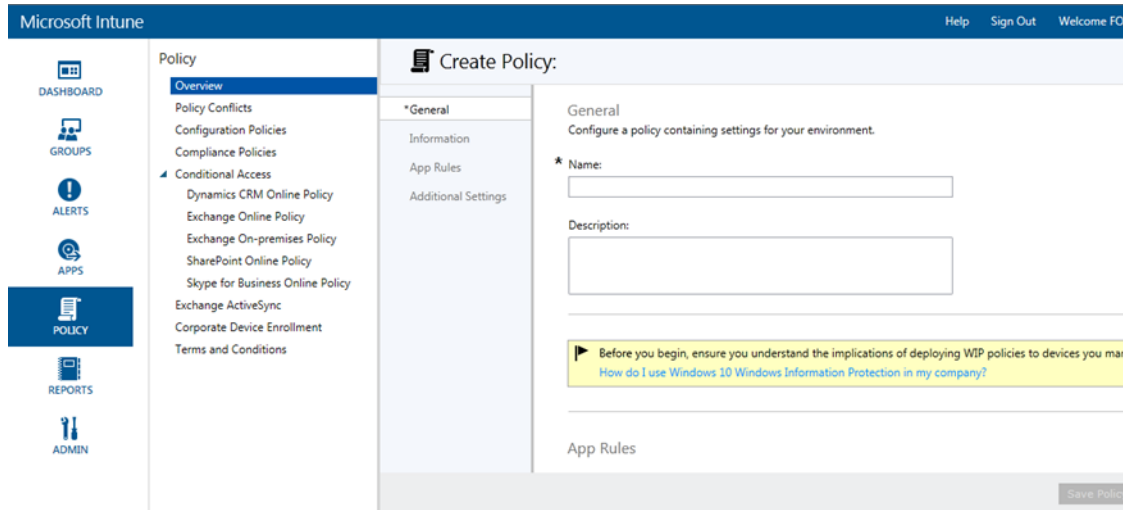 Microsoft Intune
Help Sign Out Welcome FO
DASHBOARD
GROUPS
ALERTS
APPS
POLICY
REPORTS
ADMIN
Policy
Overview
Policy Conflicts
Configuration Policies
Compliance Policies
Conditional Access
Dynamics CRM Online Policy
Exchange Online Policy
Exchange On-premises Policy
SharePoint Online Policy
Skype for Business Online Policy
Exchange ActiveSync
Corporate Device Enrollment
Terms and Conditions
Create Policy:
*General
Information
App Rules
Additional Settings
General
Configure a policy containing settings for your environment.
* Name:
Description:
Before you begin, ensure you understand the implications of deploying WIP policies to devices you mar
How do I use Windows 10 Windows Information Protection in my company?
App Rules
Save Policy